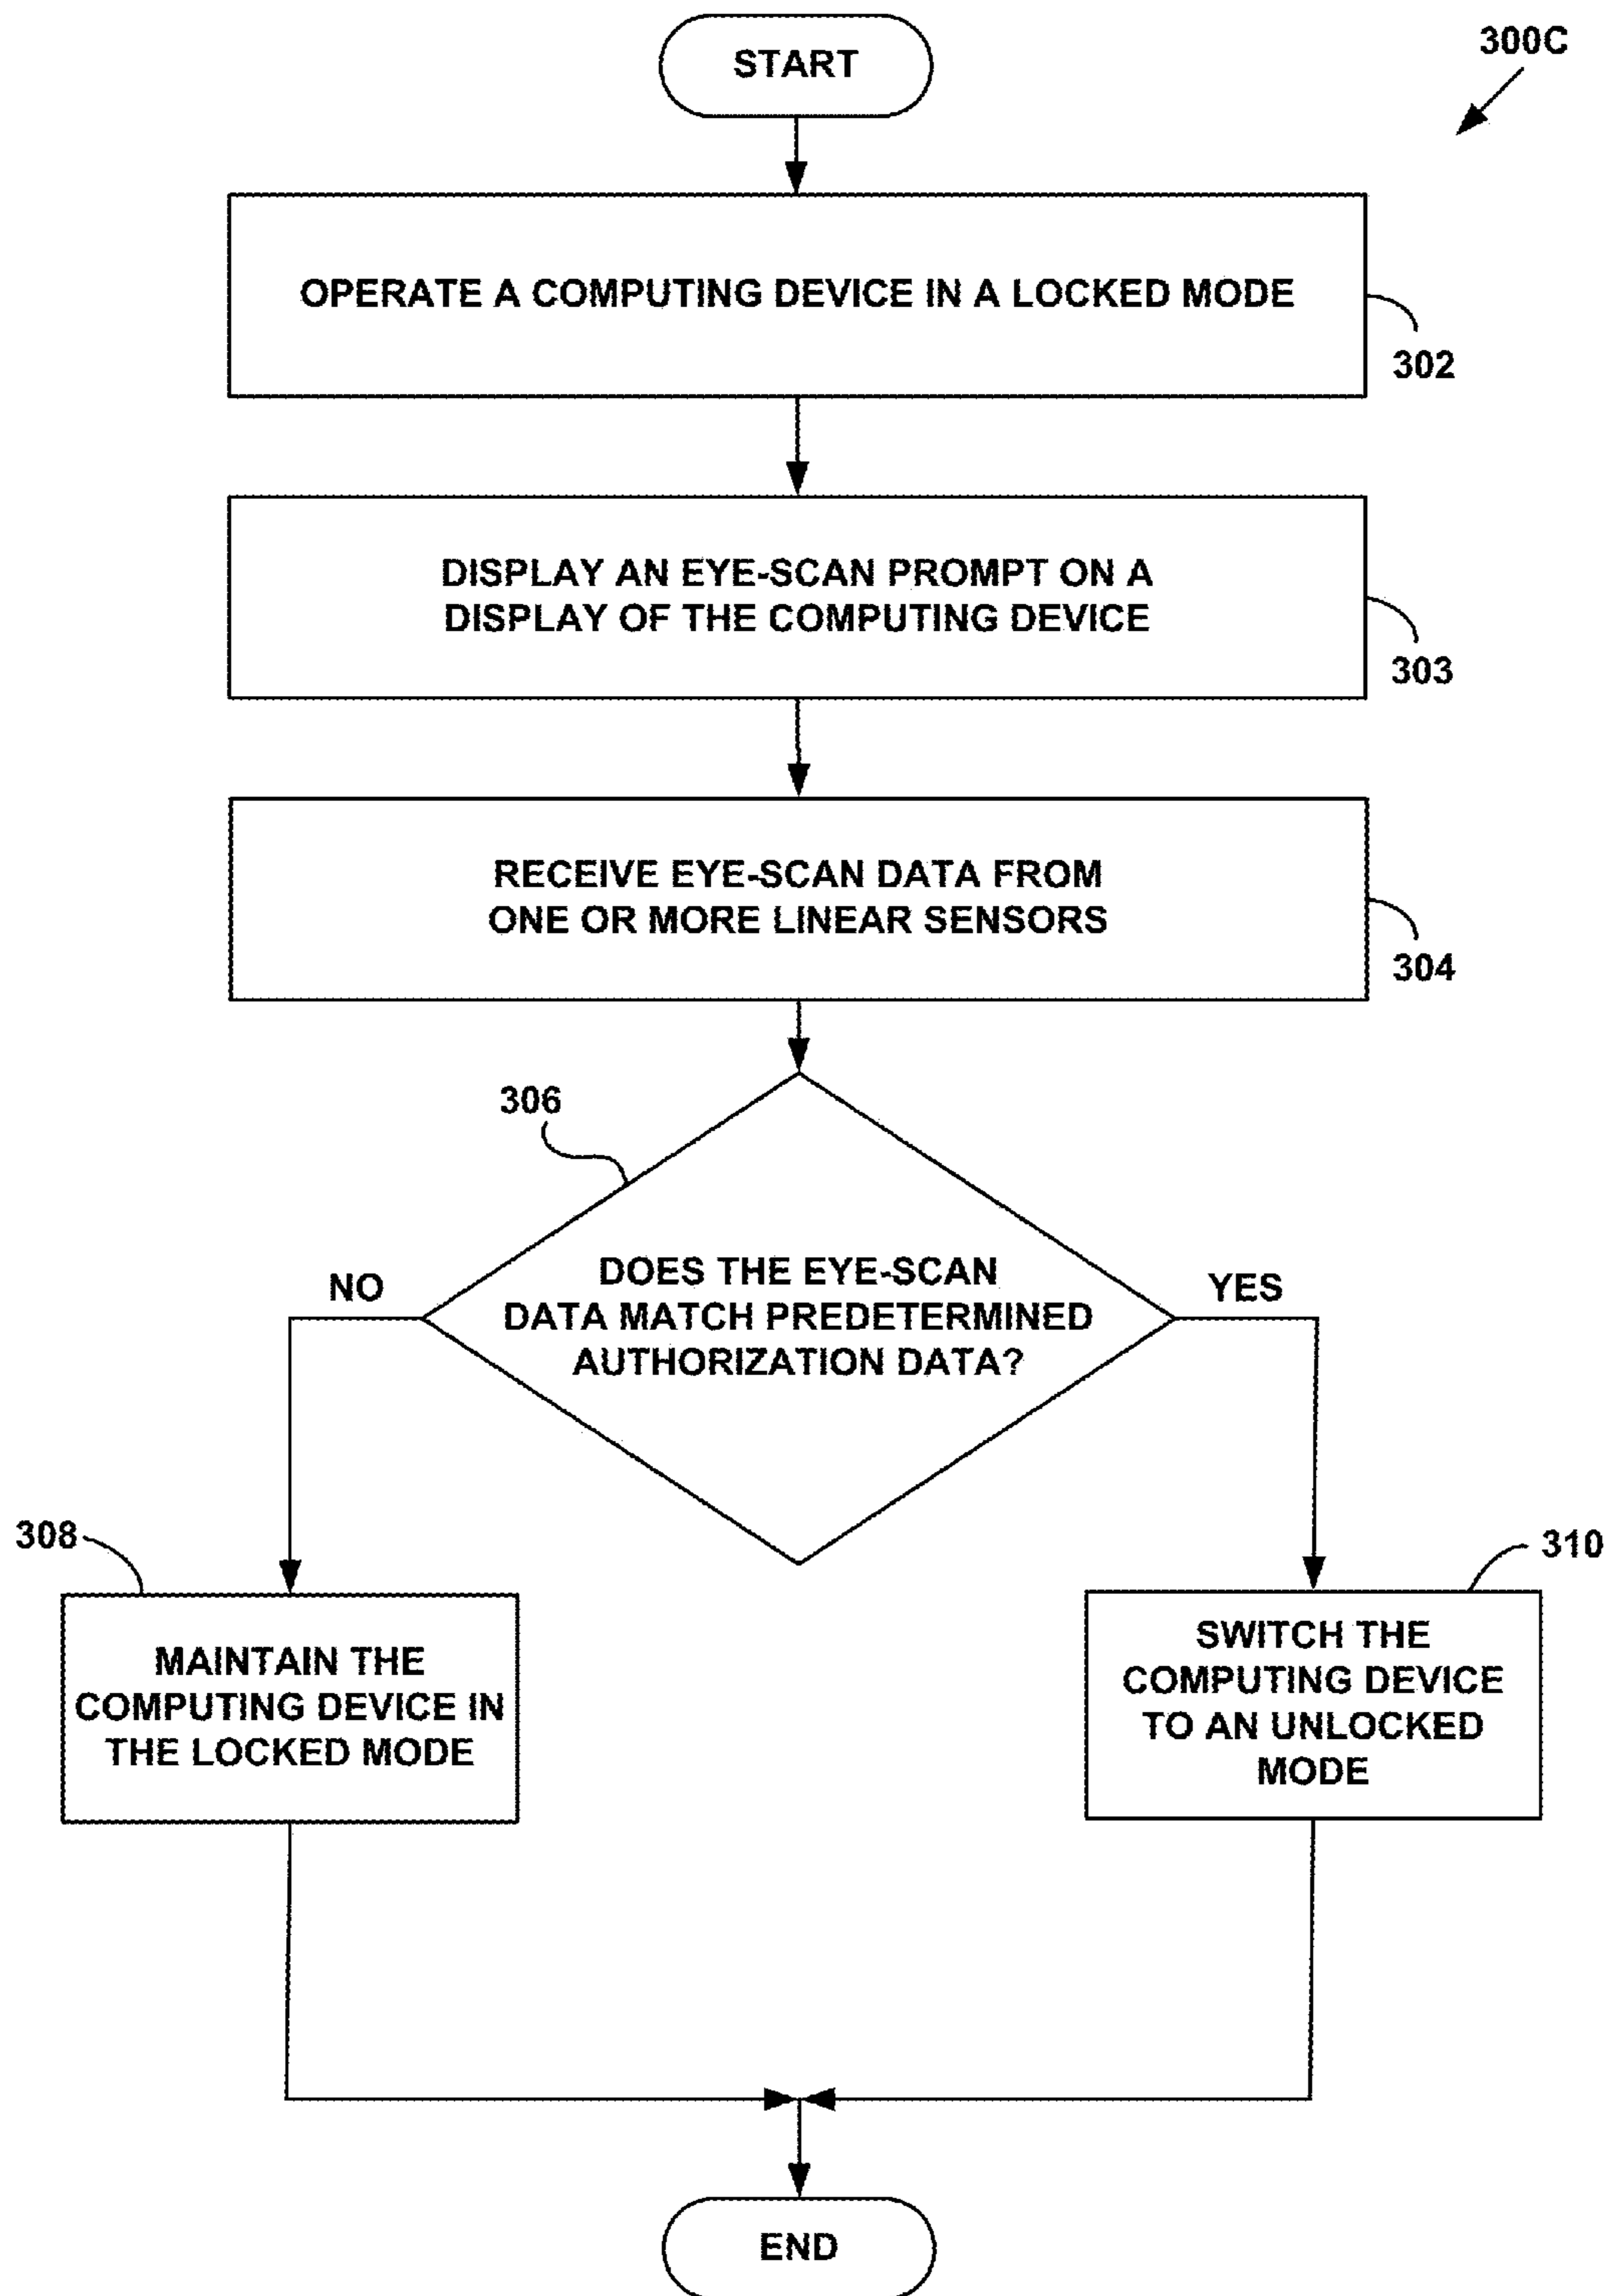 START
300C
OPERATE A COMPUTING DEVICE IN A LOCKED MODE
302
DISPLAY AN EYE-SCAN PROMPT ON A
DISPLAY OF THE COMPUTING DEVICE
303
RECEIVE EYE-SCAN DATA FROM
ONE OR MORE LINEAR SENSORS
304
306
DOES THE EYE-SCAN
DATA MATCH PREDETERMINED
AUTHORIZATION DATA?
NO
YES
308
MAINTAIN THE
COMPUTING DEVICE IN
THE LOCKED MODE
310
SWITCH THE
COMPUTING DEVICE
TO AN UNLOCKED
MODE
END